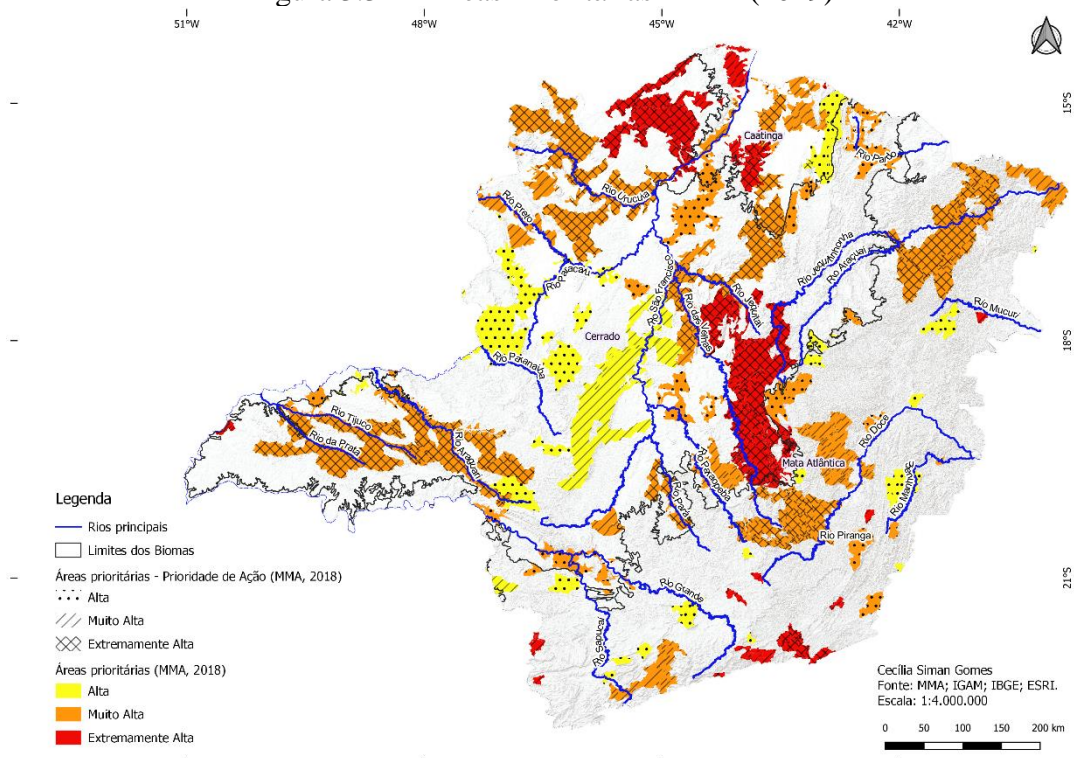 51°W
48°W
45°W
42°W
15°S
18°S
21°S
Caatinga
Rio Pardo
Rio Urucuia
Rio Preto
Rio Paracatu
Rio São Francisco
Rio Jequitaí
Rio das Velhas
Rio Jequitinhonha
Rio Araçuaí
Rio Mucuri
Cerrado
Rio Paranaíba
Rio Tijuco
Rio da Prata
Rio Araguari
Mata Atlântica
Rio Doce
Rio Manhuaçu
Rio Paraopeba
Rio Pará
Rio Piranga
Rio Grande
Rio Sapucaí
Legenda
Rios principais
Limites dos Biomas
Áreas prioritárias - Prioridade de Ação (MMA, 2018)
Alta
Muito Alta
Extremamente Alta
Áreas prioritárias (MMA, 2018)
Alta
Muito Alta
Extremamente Alta
Cecília Siman Gomes
Fonte: MMA; IGAM; IBGE; ESRI.
Escala: 1:4.000.000
0 50 100 150 200 km